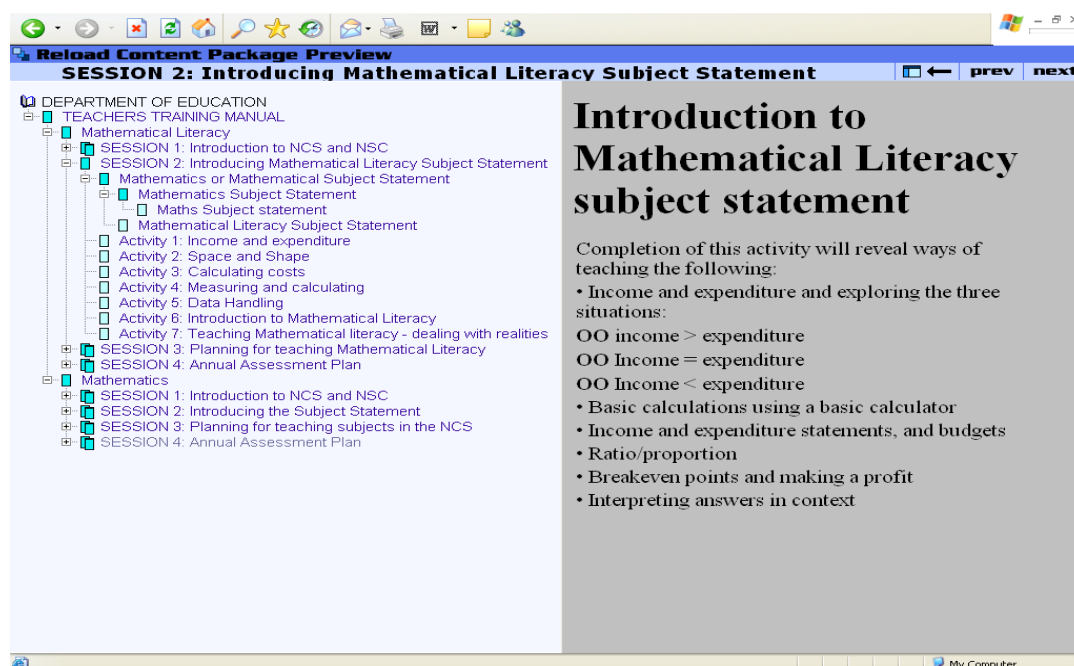 Reload Content Package Preview
SESSION 2: Introducing Mathematical Literacy Subject Statement
prev
next
DEPARTMENT OF EDUCATION
TEACHERS TRAINING MANUAL
Mathematical Literacy
SESSION 1: Introduction to NCS and NSC
SESSION 2: Introducing Mathematical Literacy Subject Statement
Mathematics or Mathematical Subject Statement
Mathematics Subject Statement
Maths Subject statement
Mathematical Literacy Subject Statement
Activity 1: Income and expenditure
Activity 2: Space and Shape
Activity 3: Calculating costs
Activity 4: Measuring and calculating
Activity 5: Data Handling
Activity 6: Introduction to Mathematical Literacy
Activity 7: Teaching Mathematical literacy - dealing with realities
SESSION 3: Planning for teaching Mathematical Literacy
SESSION 4: Annual Assessment Plan
Mathematics
SESSION 1: Introduction to NCS and NSC
SESSION 2: Introducing the Subject Statement
SESSION 3: Planning for teaching subjects in the NCS
SESSION 4: Annual Assessment Plan
Introduction to
Mathematical Literacy
subject statement
Completion of this activity will reveal ways of
teaching the following:
• Income and expenditure and exploring the three
situations:
OO income > expenditure
OO Income = expenditure
OO Income < expenditure
• Basic calculations using a basic calculator
• Income and expenditure statements, and budgets
• Ratio/proportion
• Breakeven points and making a profit
• Interpreting answers in context
My Computer